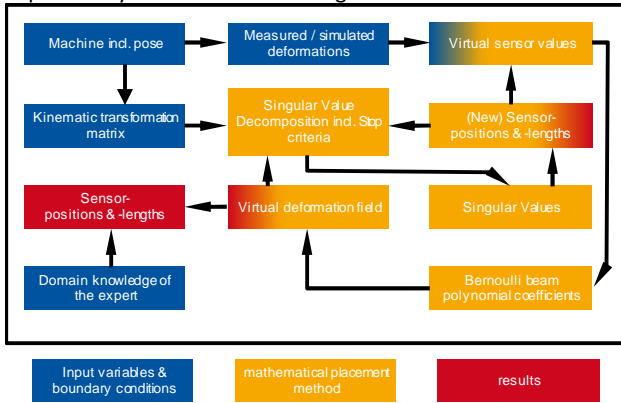 Machine incl. pose
Measured / simulated
deformations
Virtual sensor values
Kinematic transformation
matrix
Singular Value
Decomposition incl. Stop
criteria
(New) Sensor-
positions & -lengths
Sensor-
positions & -lengths
Virtual deformation field
Singular Values
Domain knowledge of
the expert
Bernoulli beam
polynomial coefficients
Input variables &
boundary conditions
mathematical placement
method
results